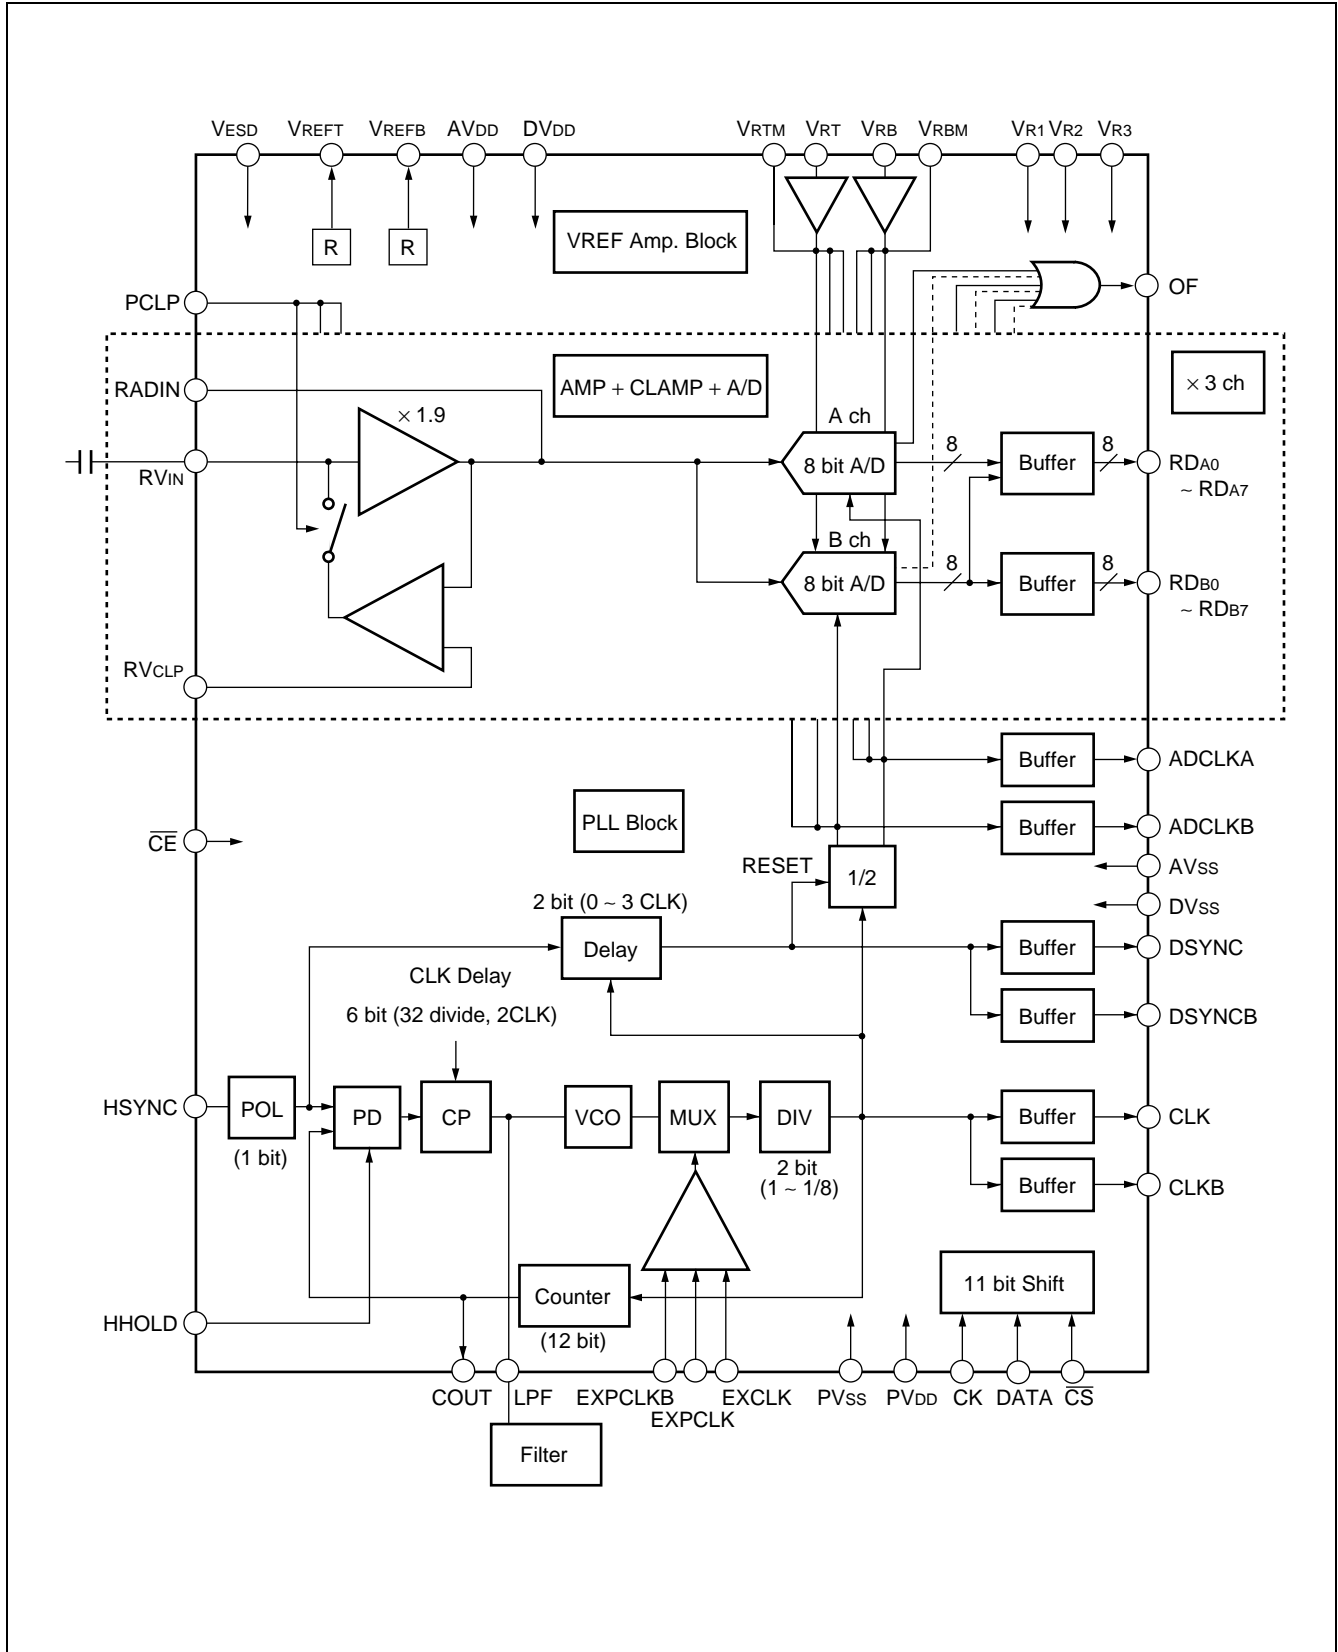 VESD VREFT VREFB AVDD DVDD VRTM VRT VRB VRBM VR1 VR2 VR3
R R
VREF Amp. Block
PCLP
OF
RADIN
AMP + CLAMP + A/D
× 3 ch
× 1.9
A ch
RVIN
8 bit A/D
8
Buffer
8
RDA0
~ RDA7
B ch
8 bit A/D
8
Buffer
8
RDB0
~ RDB7
RVCLP
Buffer
ADCLKA
PLL Block
Buffer
ADCLKB
CE
RESET
1/2
AVSS
DVSS
2 bit (0 ~ 3 CLK)
Delay
Buffer
DSYNC
CLK Delay
6 bit (32 divide, 2CLK)
Buffer
DSYNCB
HSYNC
POL
(1 bit)
PD
CP
VCO
MUX
DIV
2 bit
(1 ~ 1/8)
Buffer
CLK
Buffer
CLKB
Counter
(12 bit)
11 bit Shift
HHOLD
COUT LPF EXPCLKB EXCLK PVSS PVDD CK DATA CS
EXPCLK
Filter